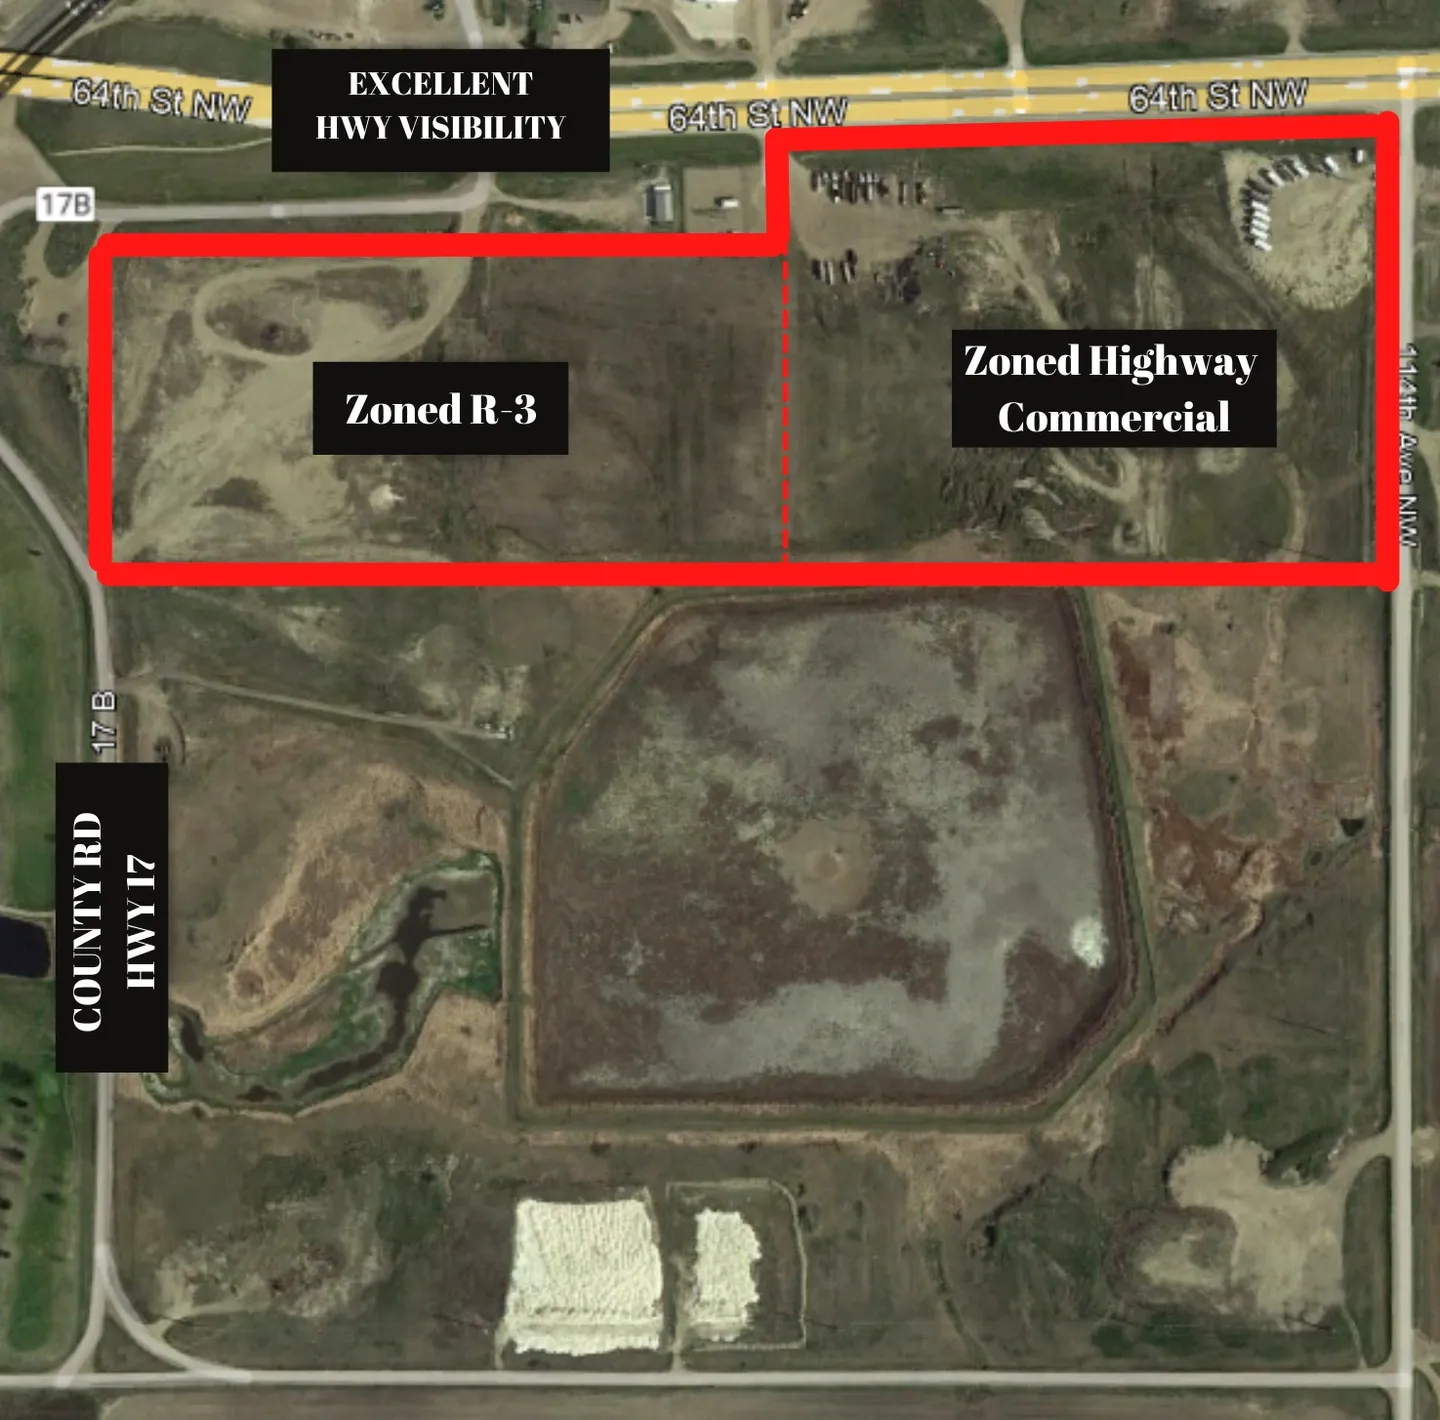 EXCELLENT
HWY VISIBILITY
64th St NW
64th St NW
64th St NW
17B
Zoned R-3
Zoned Highway
Commercial
114th Ave NW
17 B
COUNTY RD
HWY 17